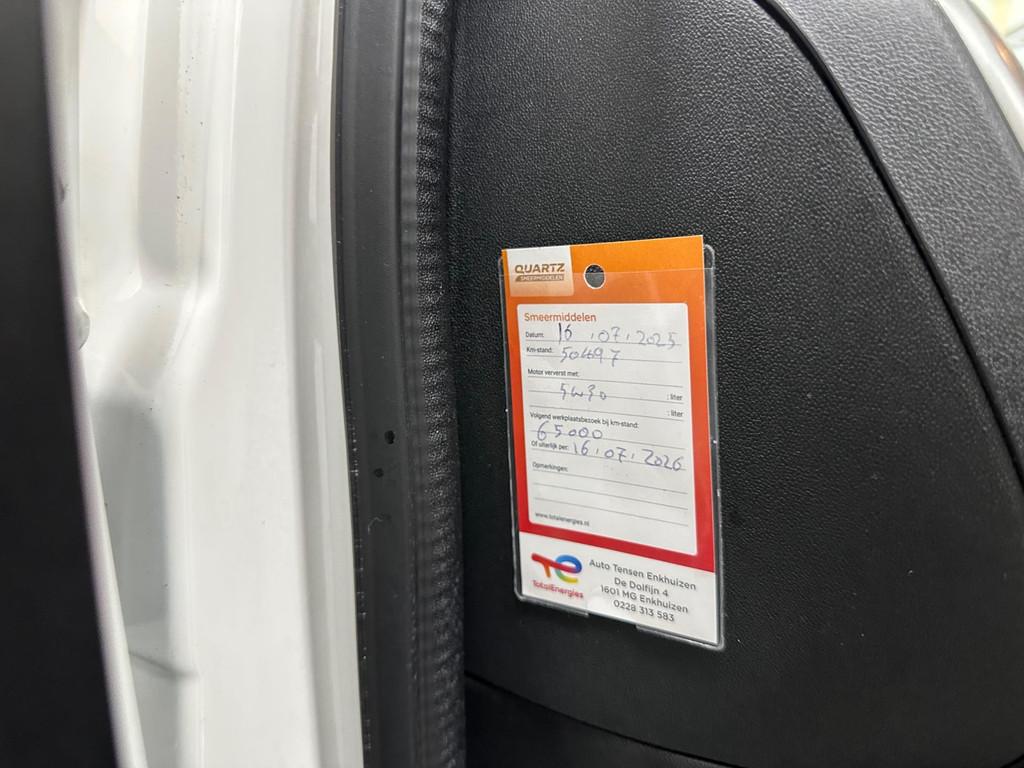 QUARTZ
SMEERMIDDELEN
Smeermiddelen
Datum: 16.07.2025
Km-stand: 50497
Motor ververst met:
5w30 : liter
: liter
Volgend werkplaatsbezoek bij km-stand:
65000
Of uiterlijk per: 16.07.2026
Opmerkingen:
www.totalenergies.nl
TotalEnergies
Auto Tensen Enkhuizen
De Dolfijn 4
1601 MG Enkhuizen
0228 313 583